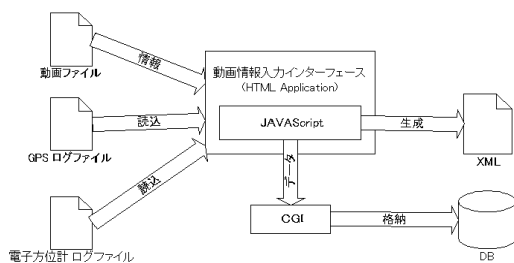 動画ファイル
情報
動画情報入力インターフェース
(HTML Application)
GPS ログファイル
読込
JAVAScript
生成
XML
読込
データ
電子方位計 ログファイル
CGI
格納
DB